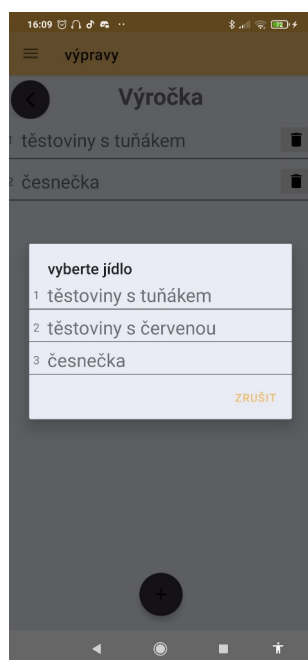 16:09
72
výpravy
Výročka
1 těstoviny s tuňákem
2 česnečka
vyberte jídlo
1 těstoviny s tuňákem
2 těstoviny s červenou
3 česnečka
ZRUŠIT
+